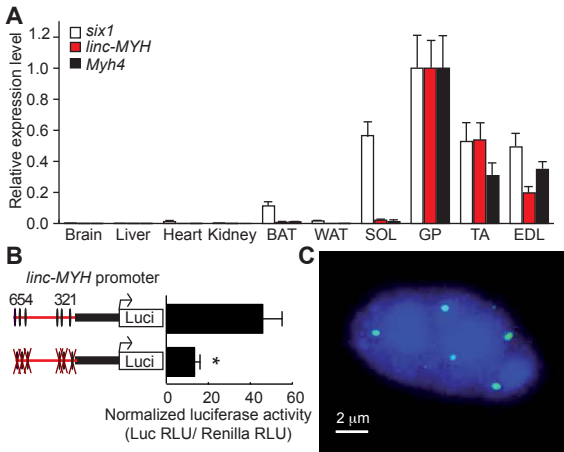 A
six1
linc-MYH
Myh4
Relative expression level
1.2
1.0
0.8
0.6
0.4
0.2
0.0
Brain Liver Heart Kidney BAT WAT SOL GP TA EDL
B
linc-MYH promoter
654 321
Luci
Luci
*
0 20 40 60
Normalized luciferase activity
(Luc RLU/ Renilla RLU)
C
2 μm